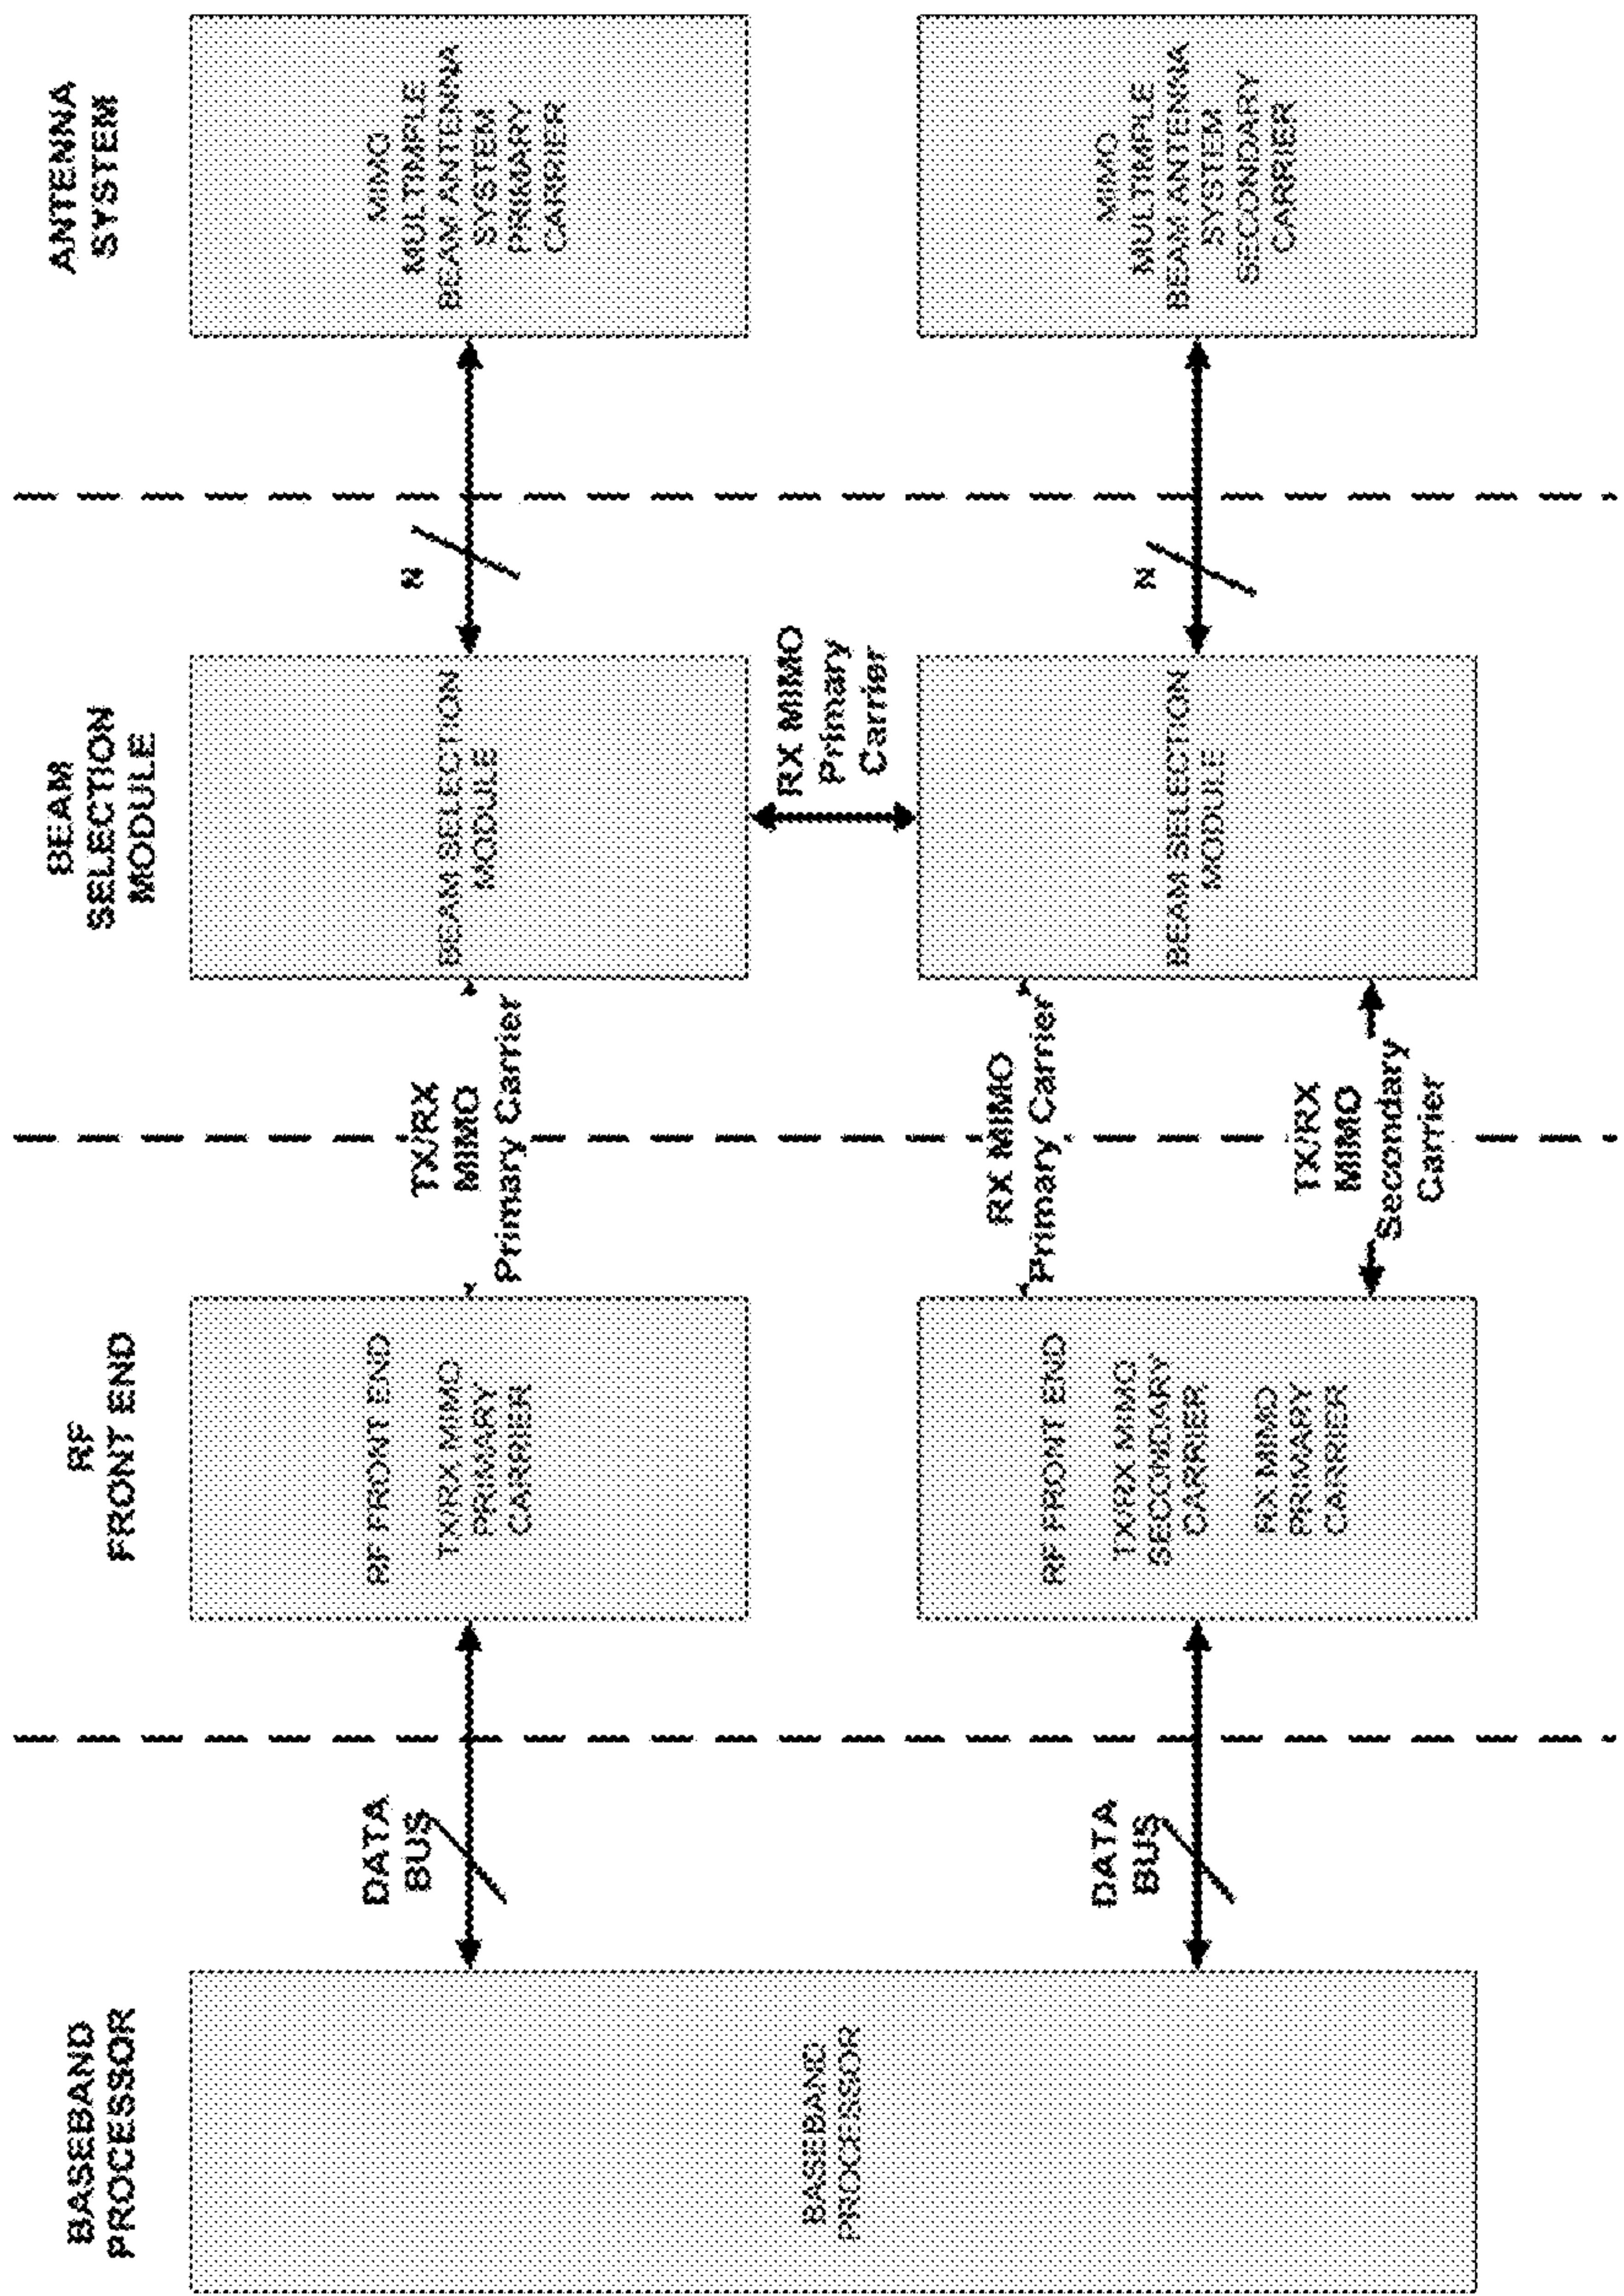 BASEBAND
PROCESSOR
RF
FRONT END
BEAM
SELECTION
MODULE
ANTENNA
SYSTEM
BASEBAND
PROCESSOR
DATA
BUS
RF FRONT END
TX/RX MIMO
PRIMARY
CARRIER
TX/RX
MIMO
Primary Carrier
BEAM SELECTION
MODULE
N
MIMO
MULTIMPLE
BEAM ANTENNA
SYSTEM
PRIMARY
CARRIER
RX MIMO
Primary
Carrier
DATA
BUS
RF FRONT END
TX/RX MIMO
SECONDARY
CARRIER
RX MIMO
PRIMARY
CARRIER
RX MIMO
Primary Carrier
TX/RX
MIMO
Secondary
Carrier
BEAM SELECTION
MODULE
N
MIMO
MULTIMPLE
BEAM ANTENNA
SYSTEM
SECONDARY
CARRIER